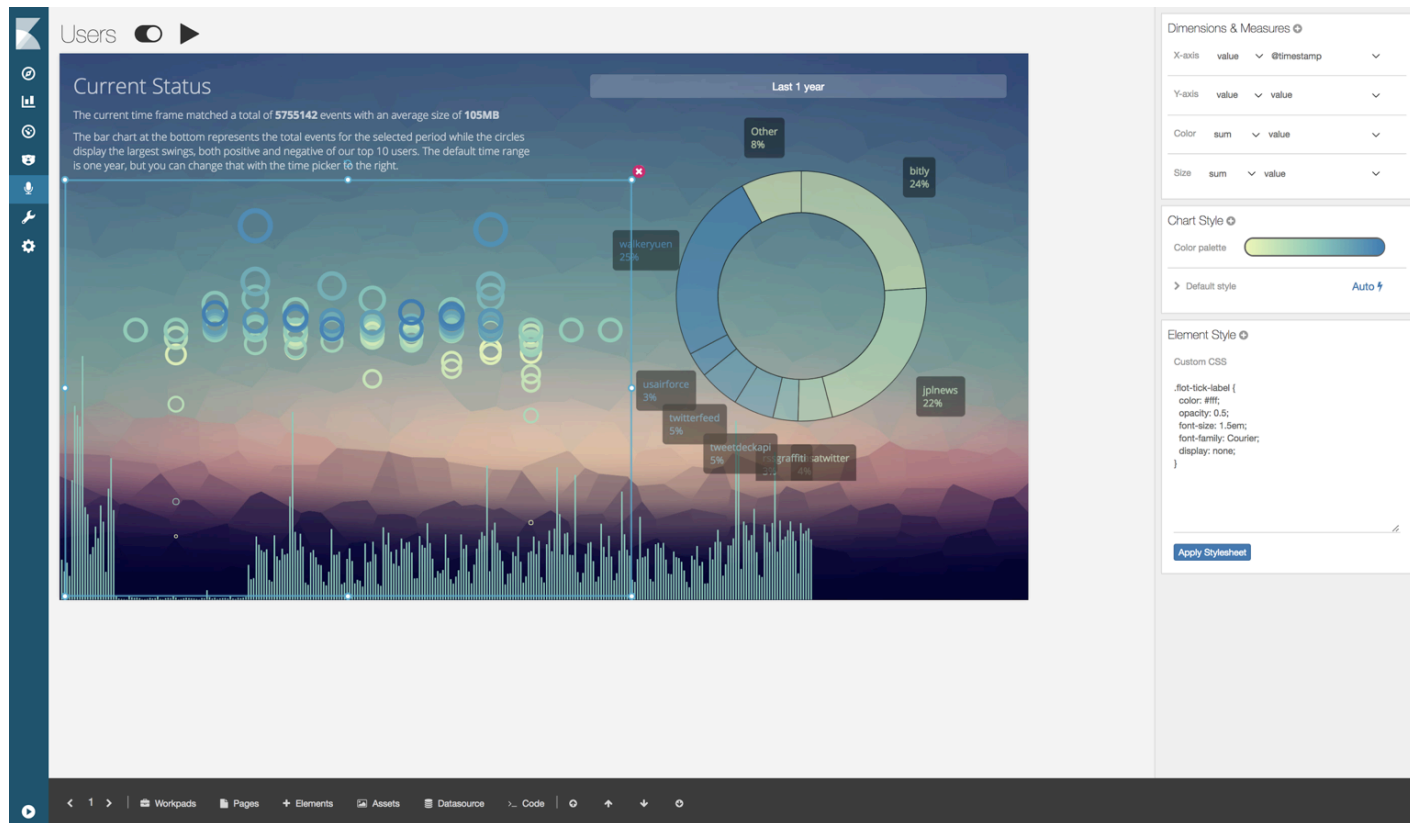 Users
Current Status
Last 1 year
The current time frame matched a total of 5755142 events with an average size of 105MB
The bar chart at the bottom represents the total events for the selected period while the circles
display the largest swings, both positive and negative of our top 10 users. The default time range
is one year, but you can change that with the time picker to the right.
Other
8%
bitly
24%
walkeryuen
25%
usairforce
3%
jplnews
22%
twitterfeed
5%
tweetdeckapi
5%
graffiti
atwitter
4%
Dimensions & Measures
X-axis value @timestamp
Y-axis value value
Color sum value
Size sum value
Chart Style
Color palette
Default style Auto
Element Style
Custom CSS
.flot-tick-label {
color: #fff;
opacity: 0.5;
font-size: 1.5em;
font-family: Courier;
display: none;
}
Apply Stylesheet
1 Workpads Pages + Elements Assets Datasource >_ Code